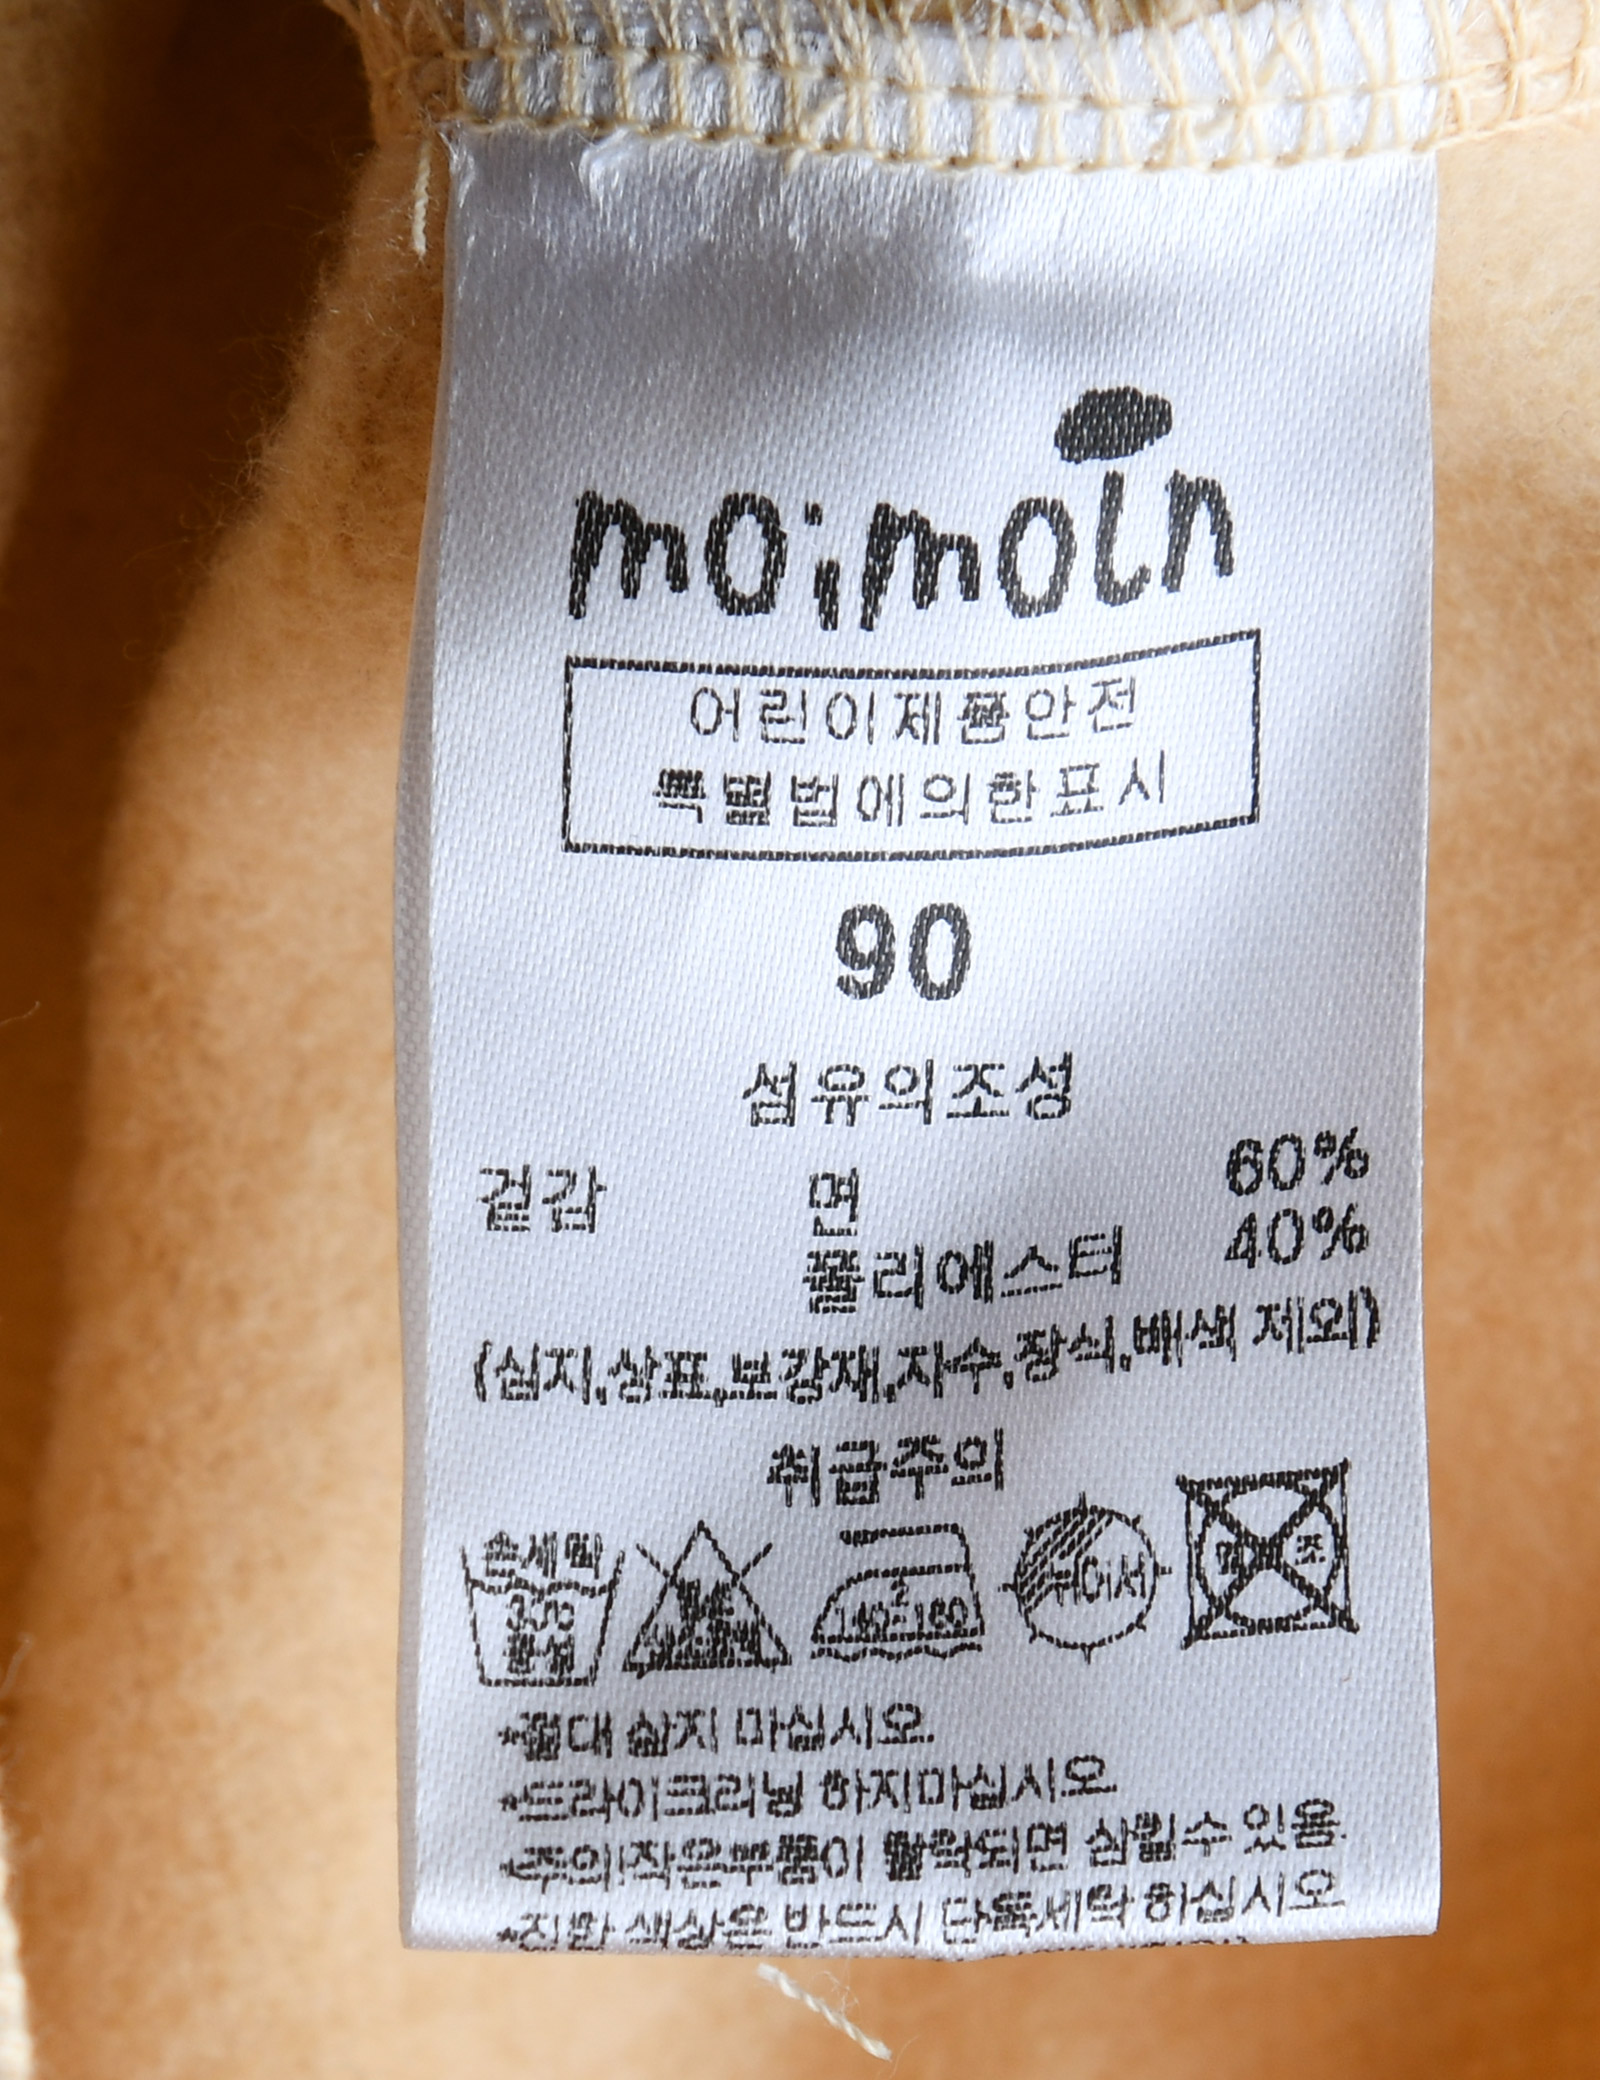 moimoln
어린이제품안전
특별법에의한표시
90
섬유의조성
겉감 면 60%
폴리에스터 40%
(심지,상표,보강재,자수,장식,배색 제외)
취급주의
손세탁
30℃
중성
2
140~160
드라이
*절대 삶지 마십시오.
*드라이크리닝 하지마십시오
*주의!작은부품이 탈락되면 삼킬수 있음.
*진한 색상은 반드시 단독세탁 하십시오